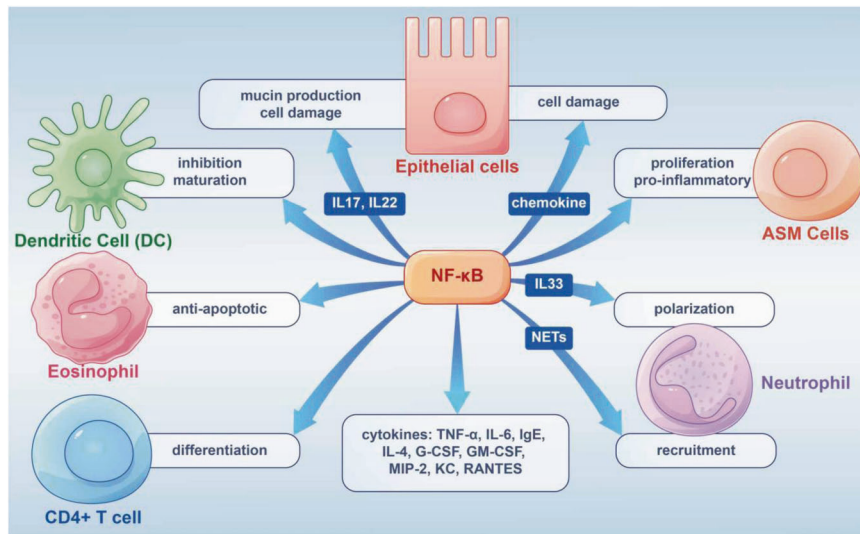 mucin production
cell damage
cell damage
Epithelial cells
inhibition
maturation
proliferation
pro-inflammatory
IL17, IL22
chemokine
Dendritic Cell (DC)
ASM Cells
NF-κB
IL33
anti-apoptotic
polarization
NETs
Eosinophil
Neutrophil
differentiation
cytokines: TNF-α, IL-6, IgE,
IL-4, G-CSF, GM-CSF,
MIP-2, KC, RANTES
recruitment
CD4+ T cell